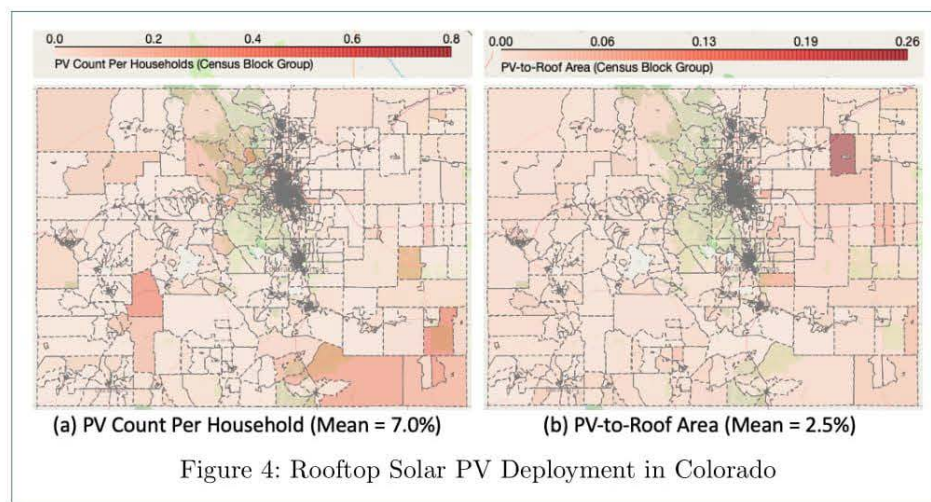 0.0 0.2 0.4 0.6 0.8
PV Count Per Households (Census Block Group)
0.00 0.06 0.13 0.19 0.26
PV-to-Roof Area (Census Block Group)
(a) PV Count Per Household (Mean = 7.0%)
(b) PV-to-Roof Area (Mean = 2.5%)
Figure 4: Rooftop Solar PV Deployment in Colorado